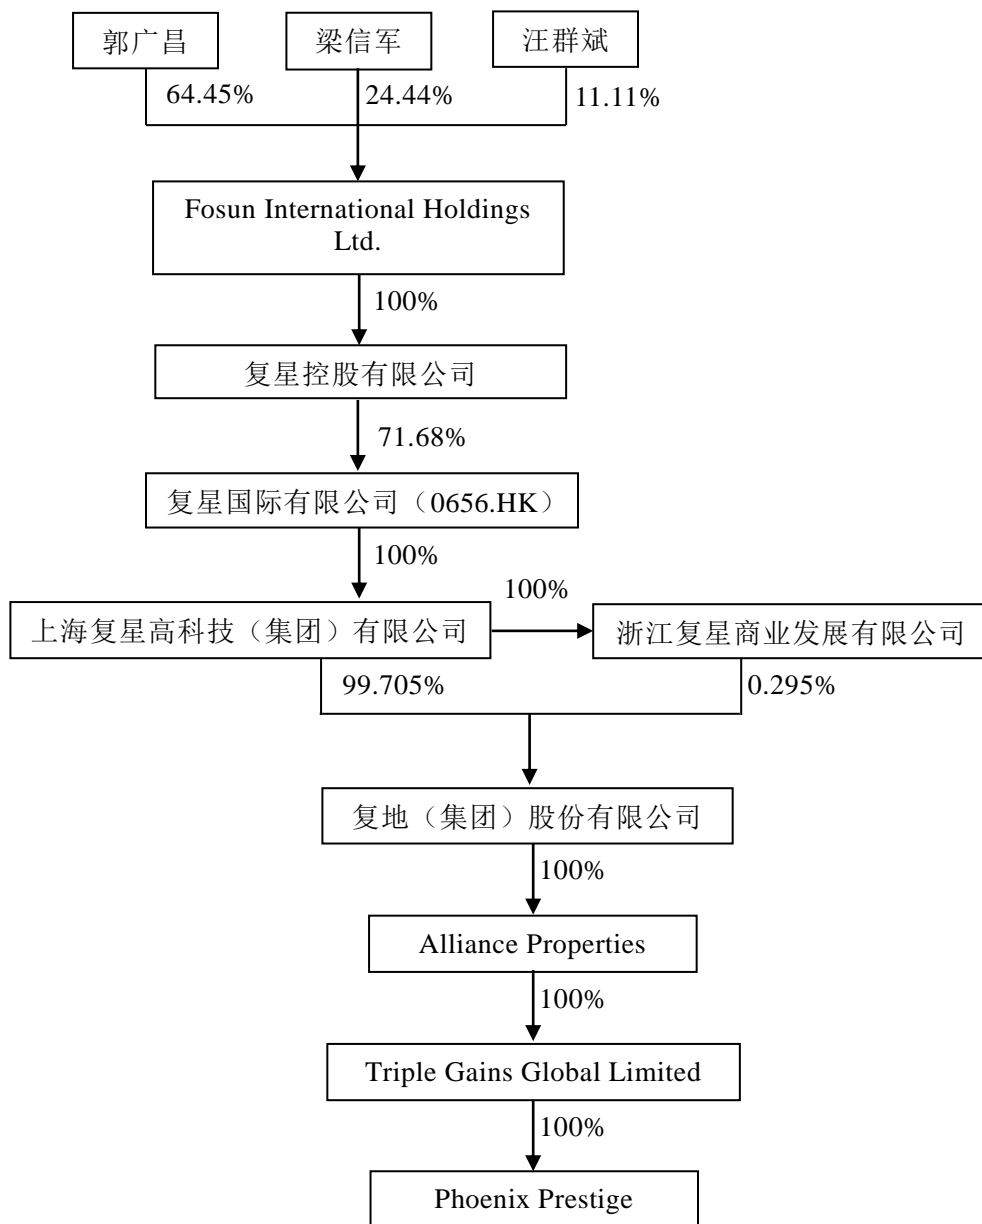 郭广昌
梁信军
汪群斌
64.45%
24.44%
11.11%
Fosun International Holdings
Ltd.
100%
复星控股有限公司
71.68%
复星国际有限公司（0656.HK）
100%
100%
上海复星高科技（集团）有限公司
浙江复星商业发展有限公司
99.705%
0.295%
复地（集团）股份有限公司
100%
Alliance Properties
100%
Triple Gains Global Limited
100%
Phoenix Prestige